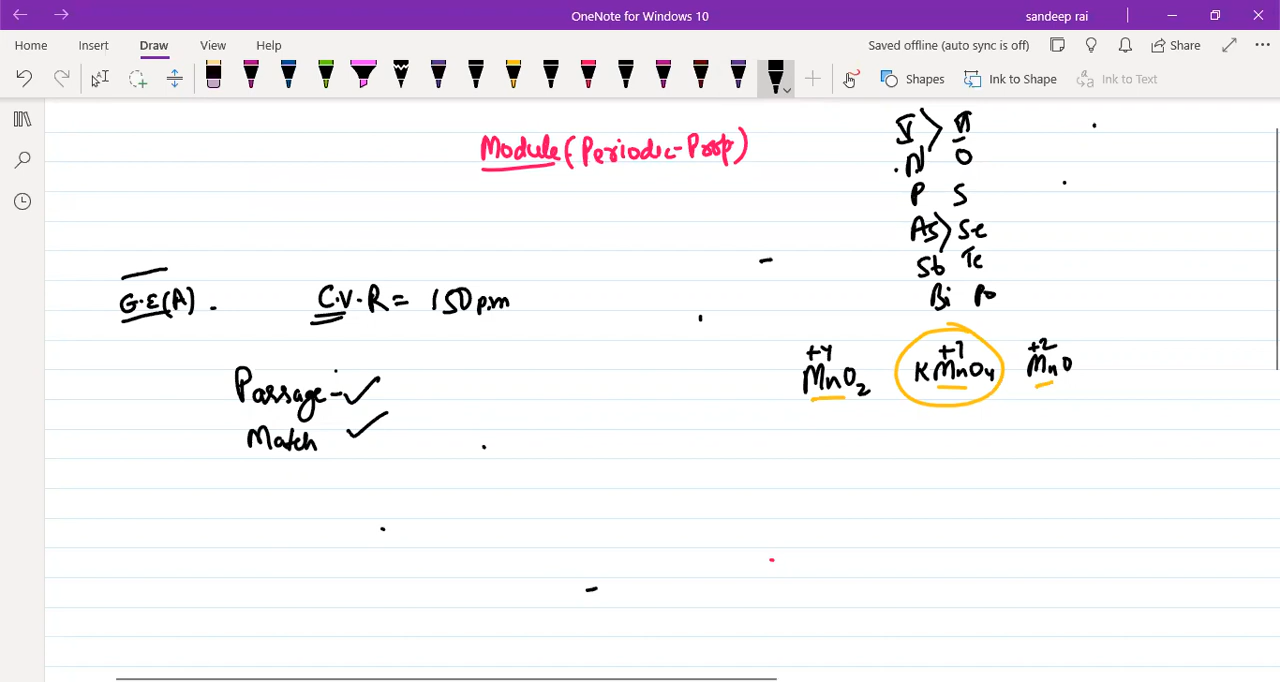 OneNote for Windows 10
sandeep rai
Home Insert Draw View Help
Saved offline (auto sync is off)
Share
Shapes
Ink to Shape
Ink to Text
Module (Periodic-Prop)
V > VI
N O
P S
As > Se
Sb Te
Bi Po
G.E(A).
C.V.R = 150 pm
+4 +7 +2
MnO2 KMnO4 MnO
Passage -✓
Match ✓